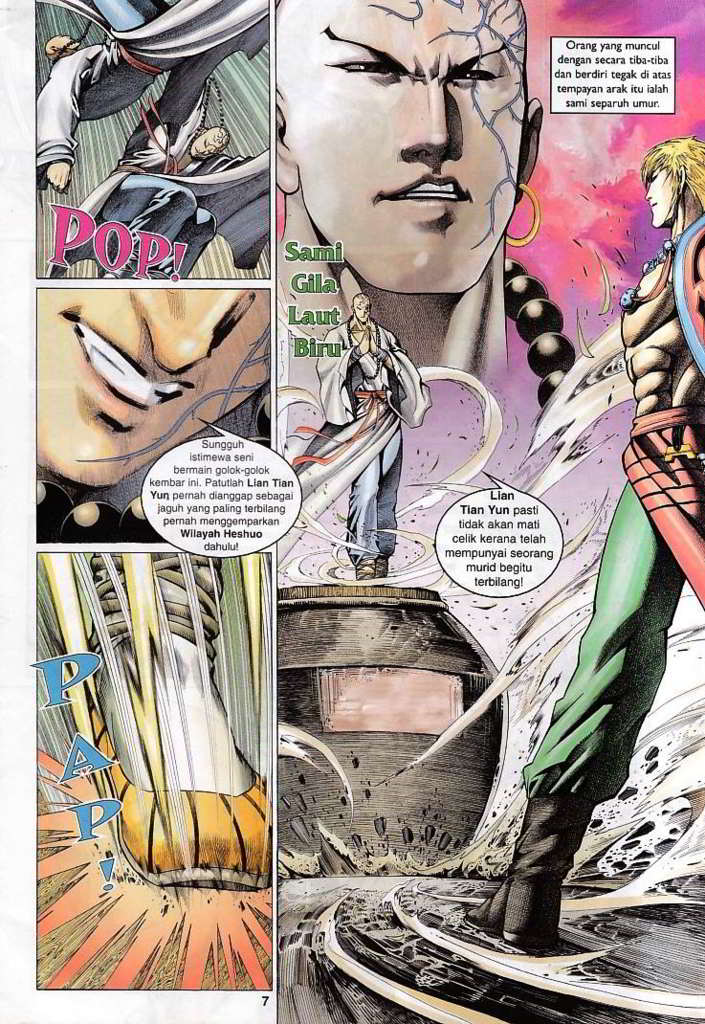 POP!
Sungguh
istimewa seni
bermain golok-golok
kembar ini. Patutlah Lian Tian
Yun pernah dianggap sebagai
jaguh yang paling terbilang
pernah menggemparkan
Wilayah Heshuo
dahulu!
PAP!
Orang yang muncul
dengan secara tiba-tiba
dan berdiri tegak di atas
tempayan arak itu ialah
sami separuh umur.
Sami
Gila
Laut
Biru
Lian
Tian Yun pasti
tidak akan mati
celik kerana telah
mempunyai seorang
murid begitu
terbilang!
7